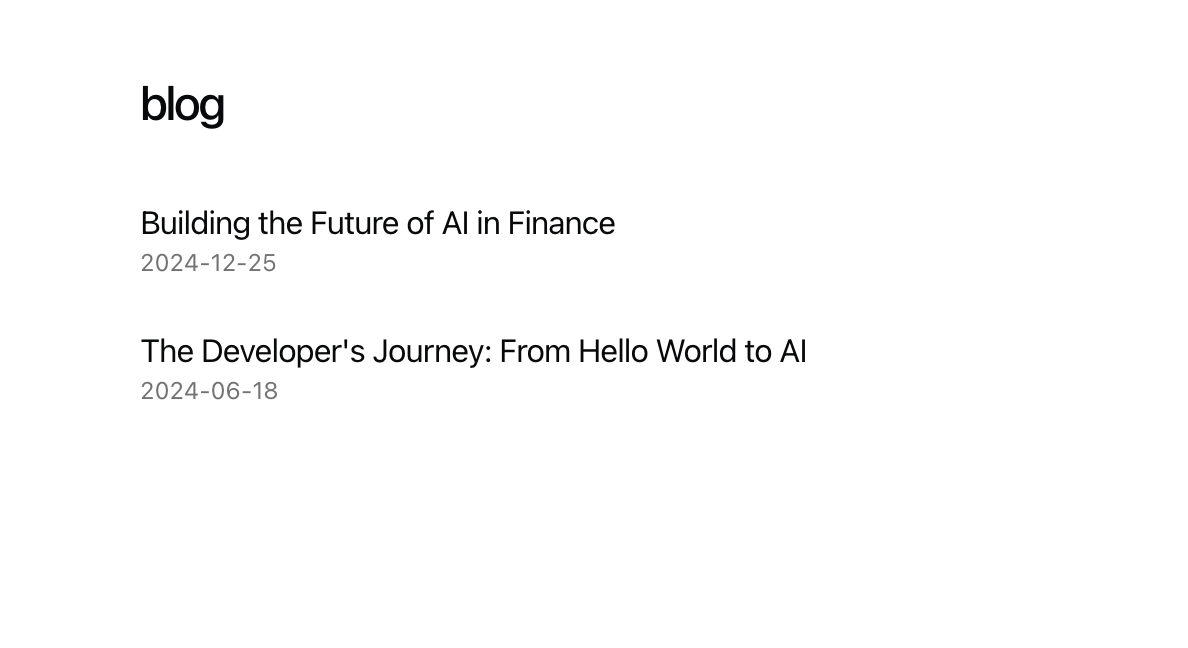 blog
Building the Future of AI in Finance
2024-12-25
The Developer's Journey: From Hello World to AI
2024-06-18